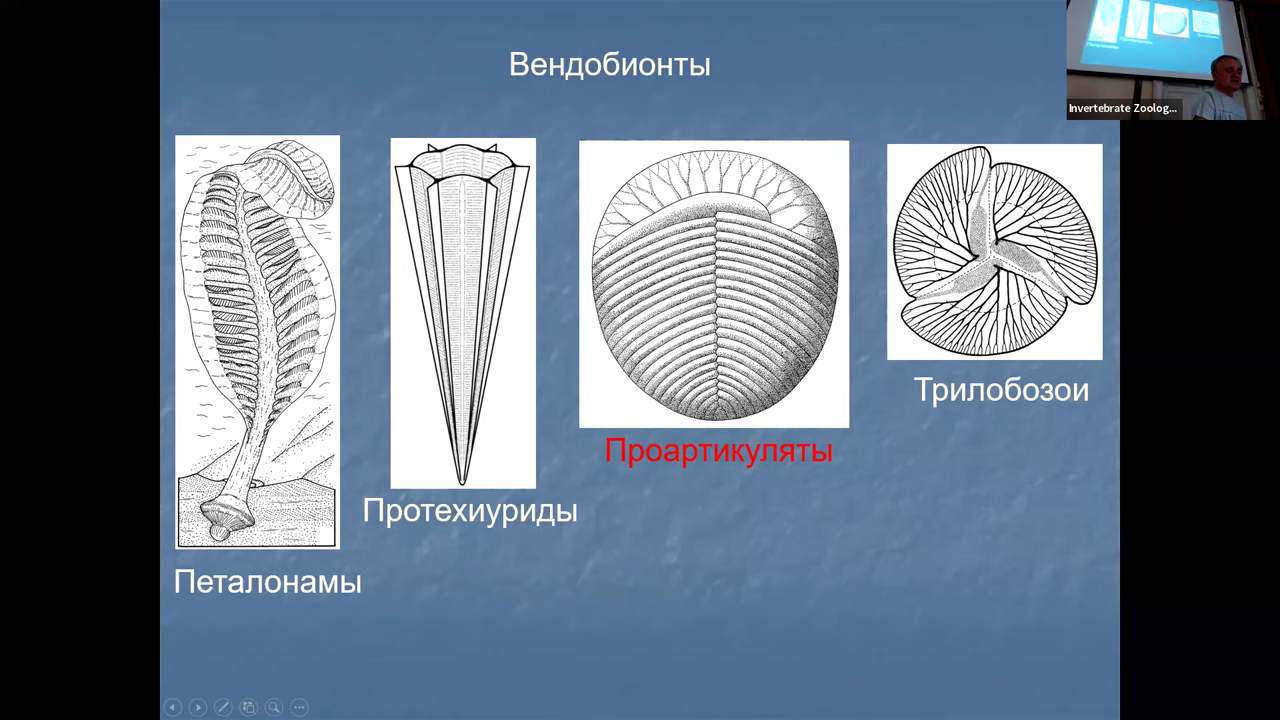 Вендобионты
Invertebrate Zoolog...
Трилобозои
Проартикуляты
Протехиуриды
Петалонамы